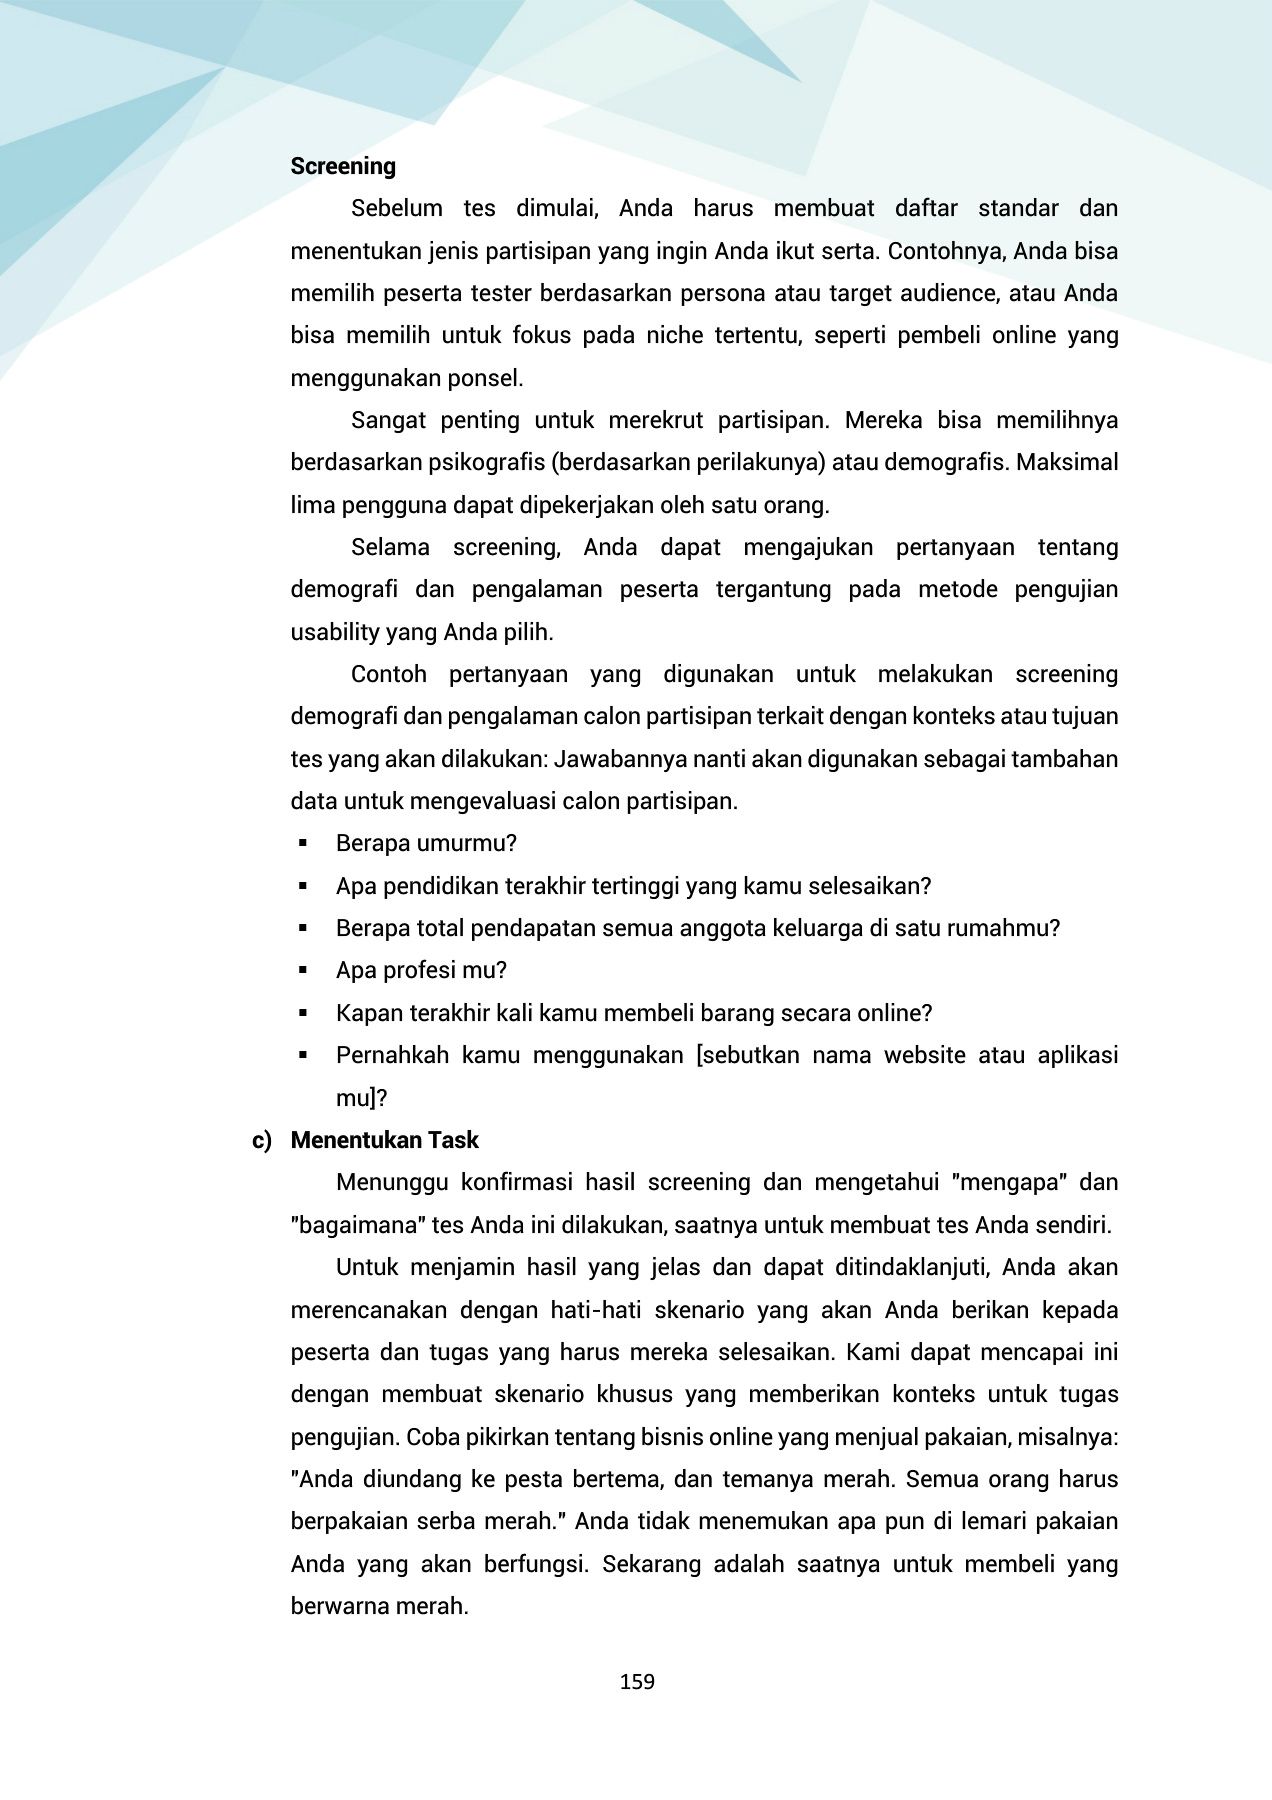 Screening
Sebelum tes dimulai, Anda harus membuat daftar standar dan
menentukan jenis partisipan yang ingin Anda ikut serta. Contohnya, Anda bisa
memilih peserta tester berdasarkan persona atau target audience, atau Anda
bisa memilih untuk fokus pada niche tertentu, seperti pembeli online yang
menggunakan ponsel.
Sangat penting untuk merekrut partisipan. Mereka bisa memilihnya
berdasarkan psikografis (berdasarkan perilakunya) atau demografis. Maksimal
lima pengguna dapat dipekerjakan oleh satu orang.
Selama screening, Anda dapat mengajukan pertanyaan tentang
demografi dan pengalaman peserta tergantung pada metode pengujian
usability yang Anda pilih.
Contoh pertanyaan yang digunakan untuk melakukan screening
demografi dan pengalaman calon partisipan terkait dengan konteks atau tujuan
tes yang akan dilakukan: Jawabannya nanti akan digunakan sebagai tambahan
data untuk mengevaluasi calon partisipan.
▪ Berapa umurmu?
▪ Apa pendidikan terakhir tertinggi yang kamu selesaikan?
▪ Berapa total pendapatan semua anggota keluarga di satu rumahmu?
▪ Apa profesi mu?
▪ Kapan terakhir kali kamu membeli barang secara online?
▪ Pernahkah kamu menggunakan [sebutkan nama website atau aplikasi
mu]?
c) Menentukan Task
Menunggu konfirmasi hasil screening dan mengetahui "mengapa" dan
"bagaimana" tes Anda ini dilakukan, saatnya untuk membuat tes Anda sendiri.
Untuk menjamin hasil yang jelas dan dapat ditindaklanjuti, Anda akan
merencanakan dengan hati-hati skenario yang akan Anda berikan kepada
peserta dan tugas yang harus mereka selesaikan. Kami dapat mencapai ini
dengan membuat skenario khusus yang memberikan konteks untuk tugas
pengujian. Coba pikirkan tentang bisnis online yang menjual pakaian, misalnya:
"Anda diundang ke pesta bertema, dan temanya merah. Semua orang harus
berpakaian serba merah." Anda tidak menemukan apa pun di lemari pakaian
Anda yang akan berfungsi. Sekarang adalah saatnya untuk membeli yang
berwarna merah.
159